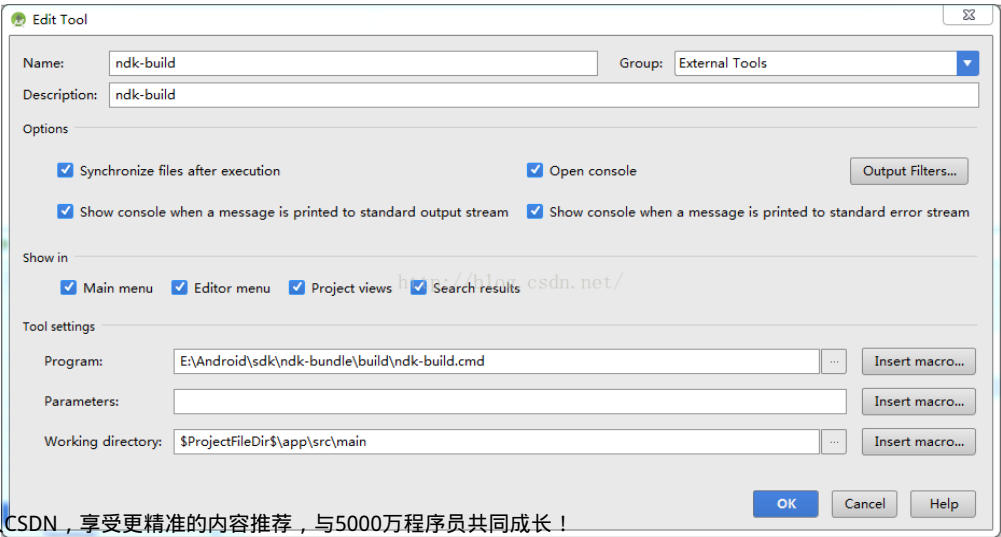 Edit Tool
Name: ndk-build Group: External Tools
Description: ndk-build
Options
Synchronize files after execution Open console Output Filters...
Show console when a message is printed to standard output stream Show console when a message is printed to standard error stream
Show in
http://blog.csdn.net/
Main menu Editor menu Project views Search results
Tool settings
Program: E:\Android\sdk\ndk-bundle\build\ndk-build.cmd ... Insert macro...
Parameters: Insert macro...
Working directory: $ProjectFileDir$\app\src\main ... Insert macro...
OK Cancel Help
CSDN，享受更精准的内容推荐，与5000万程序员共同成长！